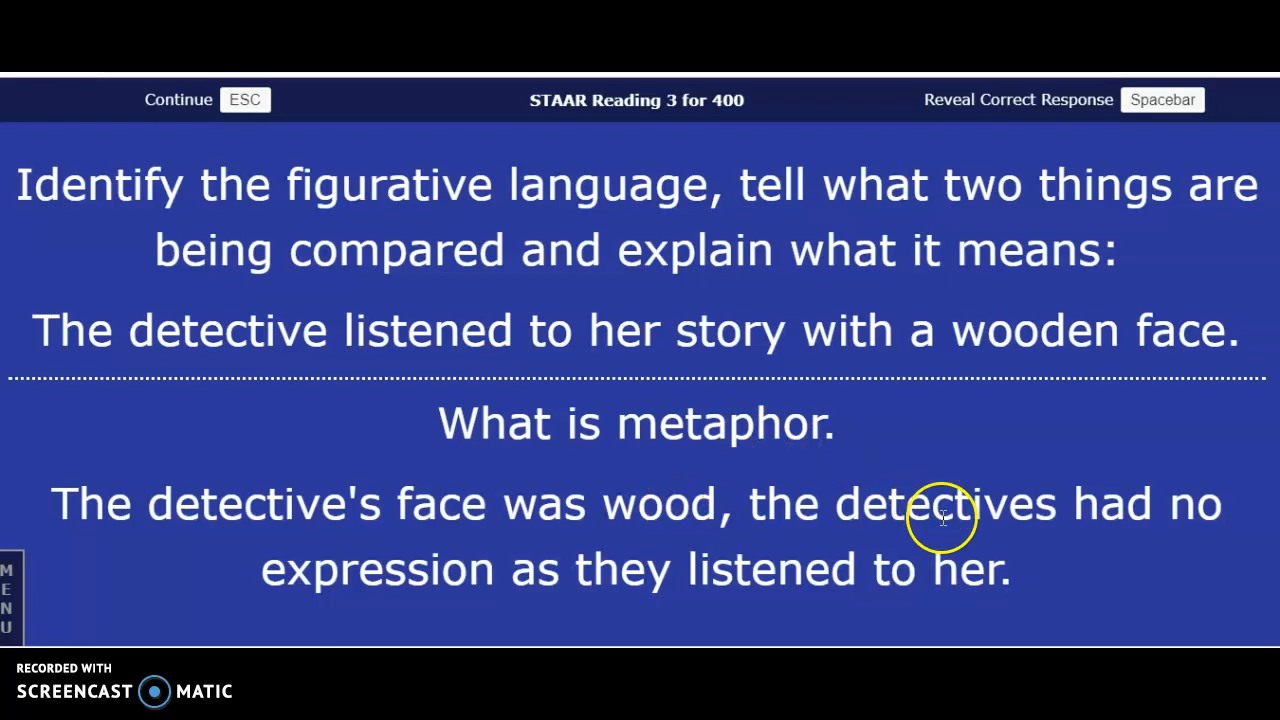 Continue ESC STAAR Reading 3 for 400 Reveal Correct Response Spacebar
Identify the figurative language, tell what two things are
being compared and explain what it means:
The detective listened to her story with a wooden face.
What is metaphor.
The detective's face was wood, the detectives had no
expression as they listened to her.
M
E
N
U
RECORDED WITH
SCREENCAST MATIC